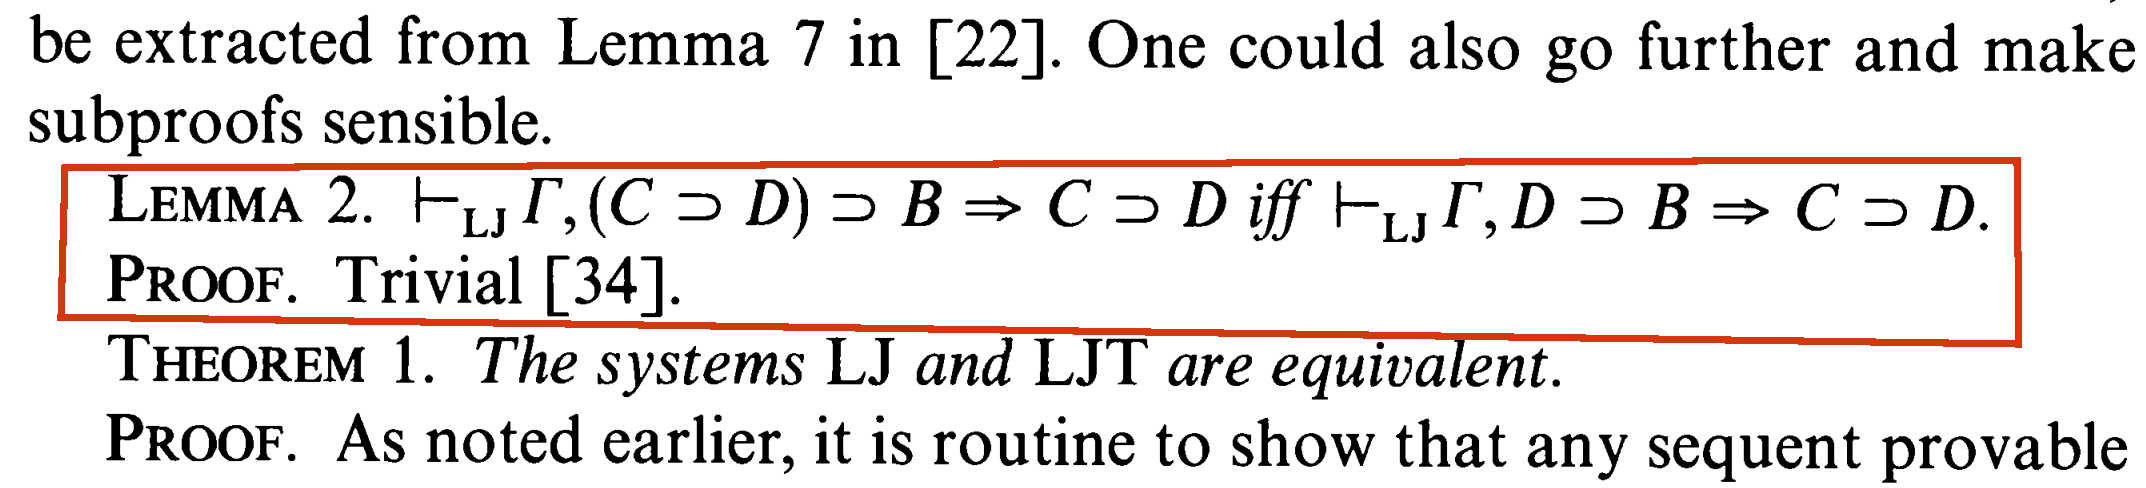 be extracted from Lemma 7 in [22]. One could also go further and make
subproofs sensible.
LEMMA 2. ⊢LJ Γ, (C ⊃ D) ⊃ B ⇒ C ⊃ D iff ⊢LJ Γ, D ⊃ B ⇒ C ⊃ D.
PROOF. Trivial [34].
THEOREM 1. The systems LJ and LJT are equivalent.
PROOF. As noted earlier, it is routine to show that any sequent provable